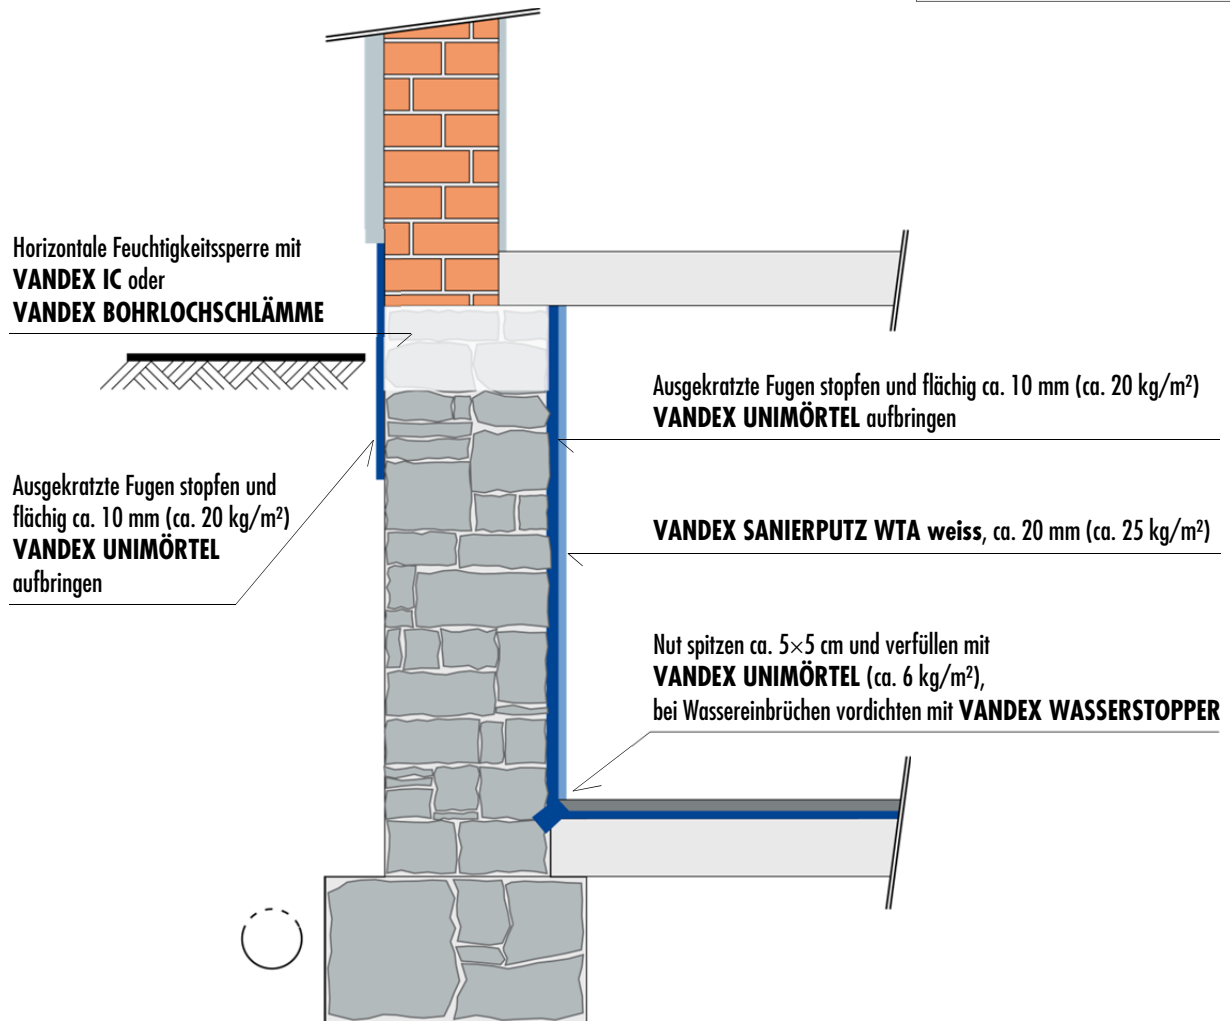 Horizontale Feuchtigkeitssperre mit
VANDEX IC oder
VANDEX BOHRLOCHSCHLÄMME
Ausgekratzte Fugen stopfen und
flächig ca. 10 mm (ca. 20 kg/m²)
VANDEX UNIMÖRTEL
aufbringen
Ausgekratzte Fugen stopfen und flächig ca. 10 mm (ca. 20 kg/m²)
VANDEX UNIMÖRTEL aufbringen
VANDEX SANIERPUTZ WTA weiss, ca. 20 mm (ca. 25 kg/m²)
Nut spitzen ca. 5×5 cm und verfüllen mit
VANDEX UNIMÖRTEL (ca. 6 kg/m²),
bei Wassereinbrüchen vordichten mit VANDEX WASSERSTOPPER